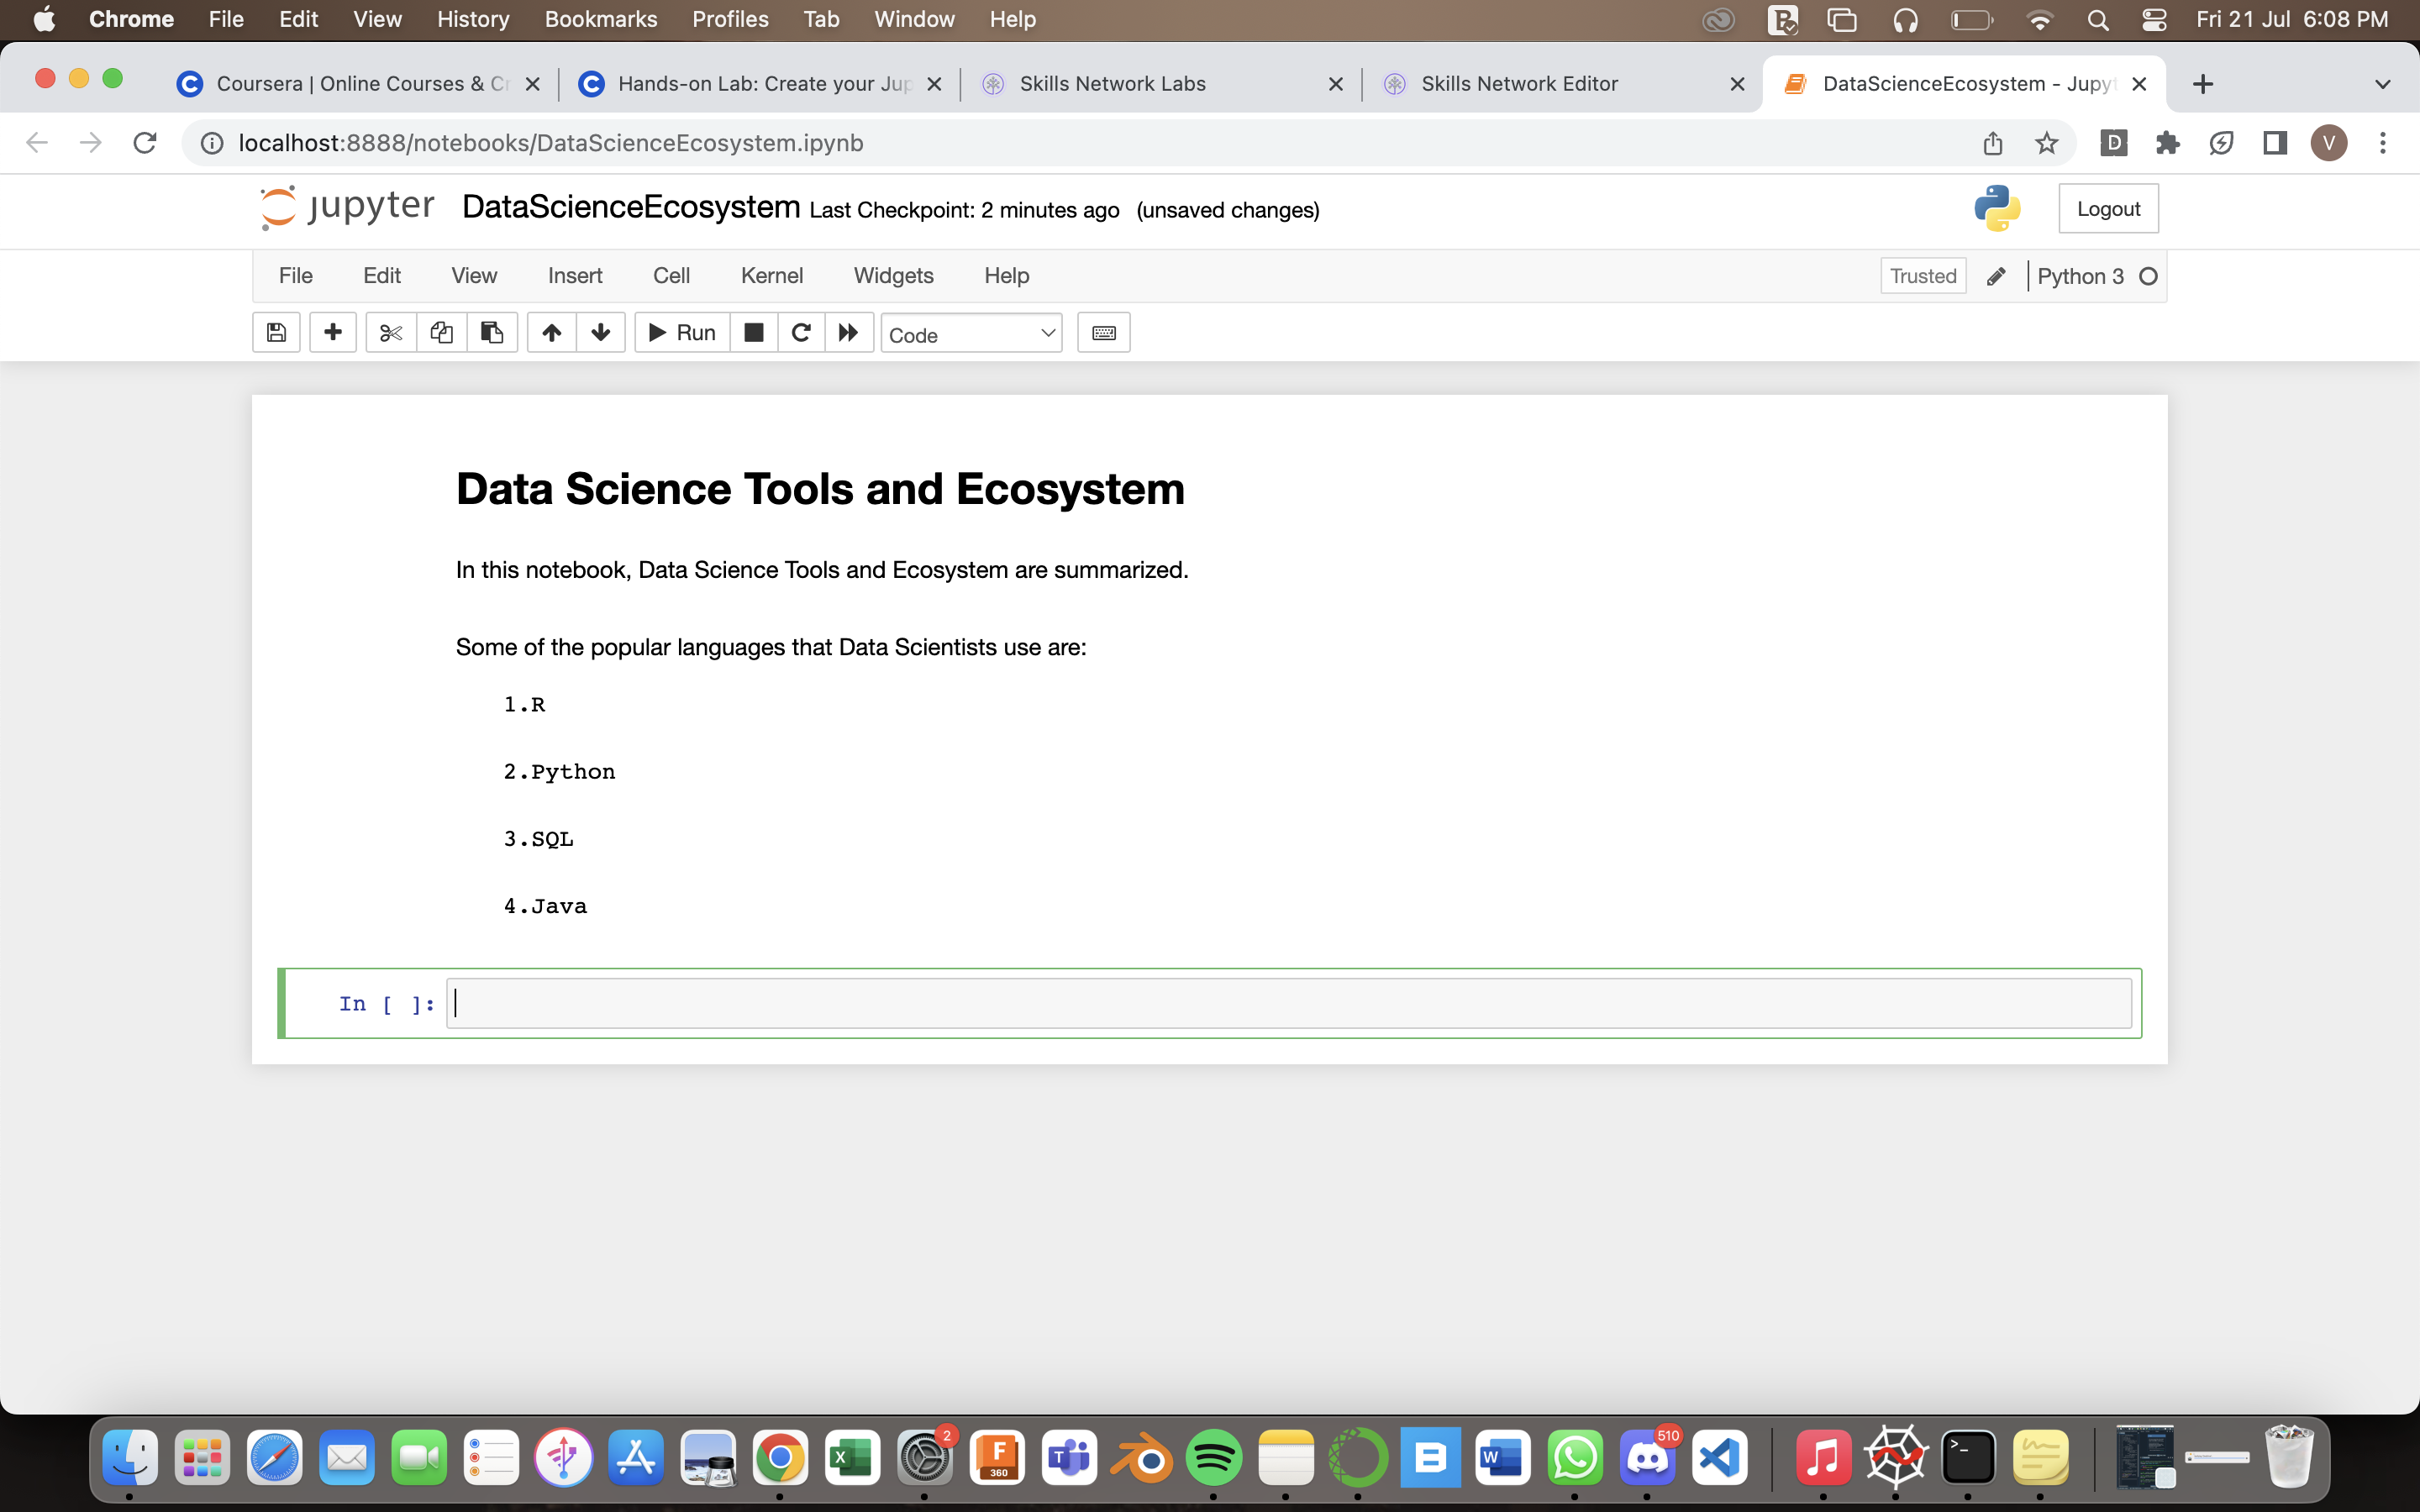 Chrome File Edit View History Bookmarks Profiles Tab Window Help Fri 21 Jul 6:08 PM
Coursera | Online Courses & Cr Hands-on Lab: Create your Jup Skills Network Labs Skills Network Editor DataScienceEcosystem - Jupyt
localhost:8888/notebooks/DataScienceEcosystem.ipynb D V
jupyter DataScienceEcosystem Last Checkpoint: 2 minutes ago (unsaved changes) Logout
File Edit View Insert Cell Kernel Widgets Help Trusted Python 3
Run Code
Data Science Tools and Ecosystem
In this notebook, Data Science Tools and Ecosystem are summarized.
Some of the popular languages that Data Scientists use are:
1.R
2.Python
3.SQL
4.Java
In [ ]:
2 510
F
360